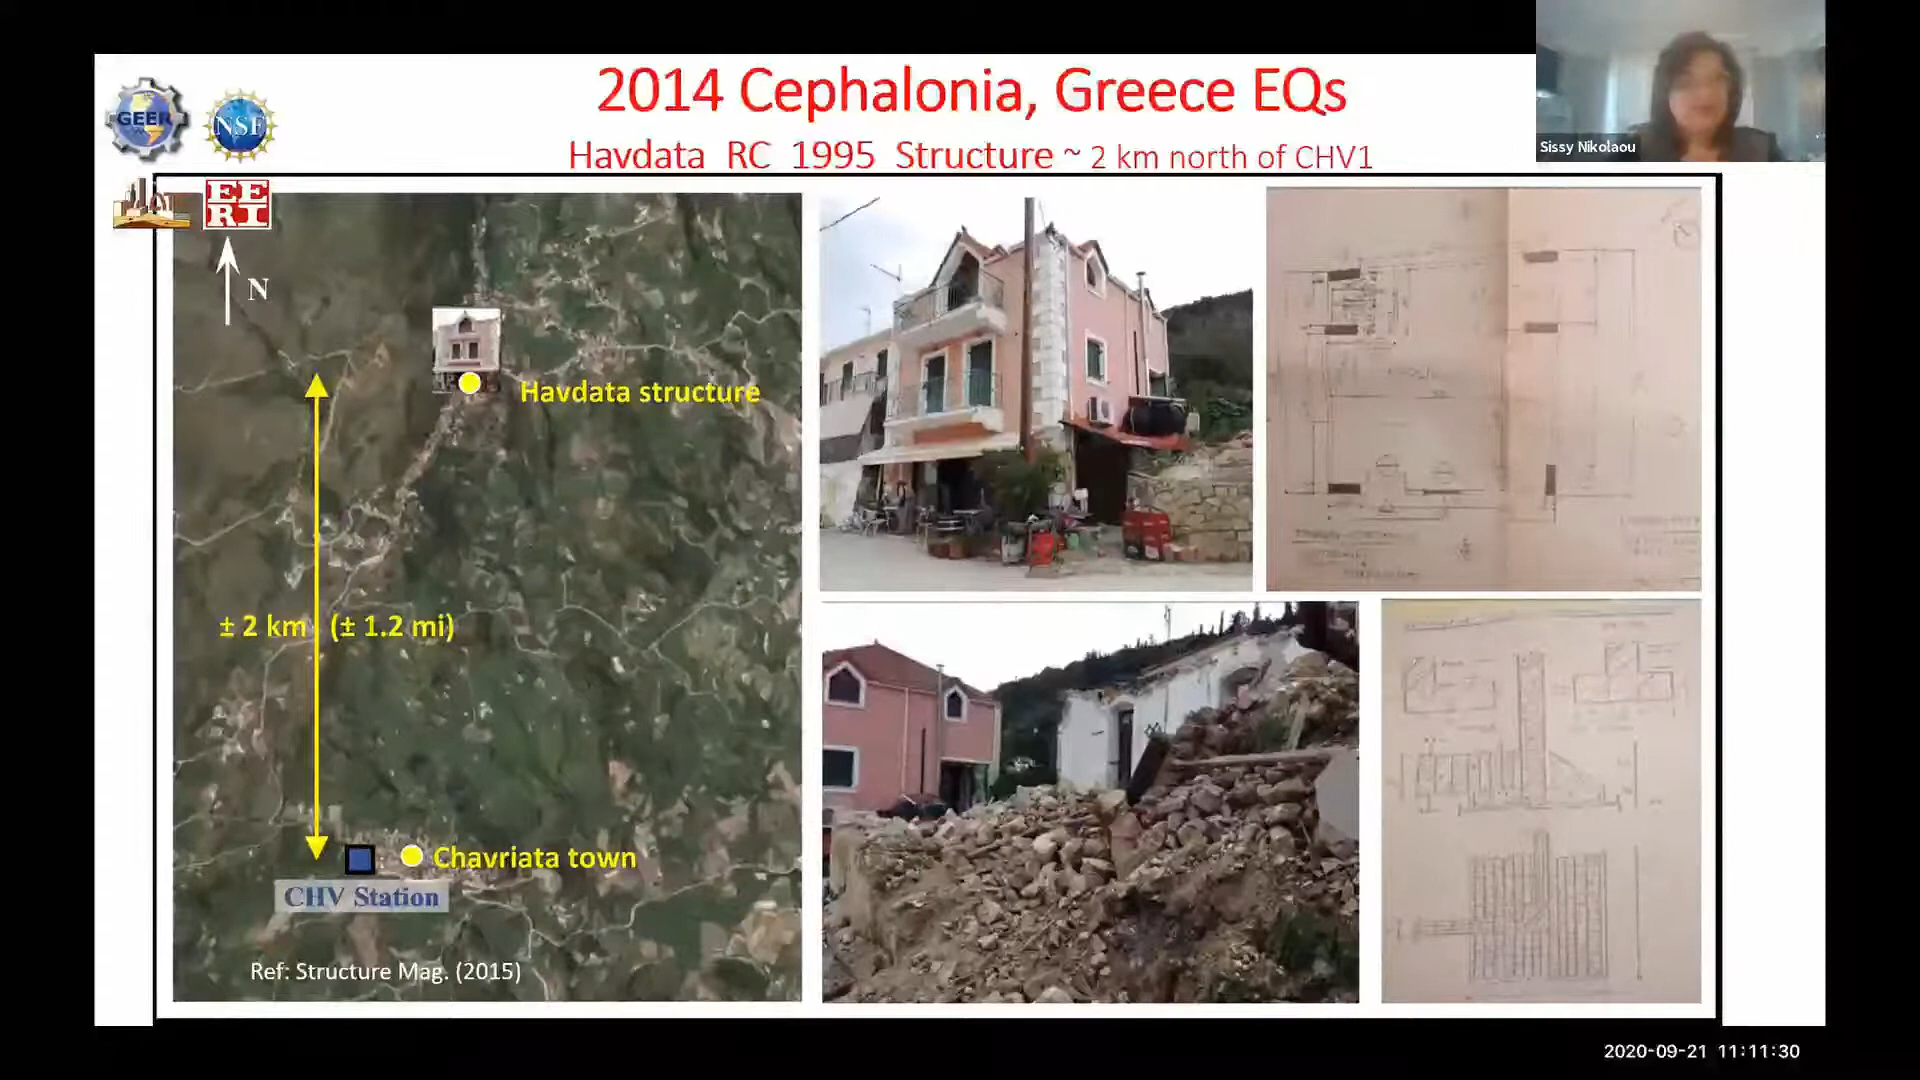 2014 Cephalonia, Greece EQs
Havdata RC 1995 Structure ~ 2 km north of CHV1
Sissy Nikolaou
GEER
NSF
EE
RI
N
Havdata structure
± 2 km (± 1.2 mi)
Chavriata town
CHV Station
Ref: Structure Mag. (2015)
2020-09-21 11:11:30